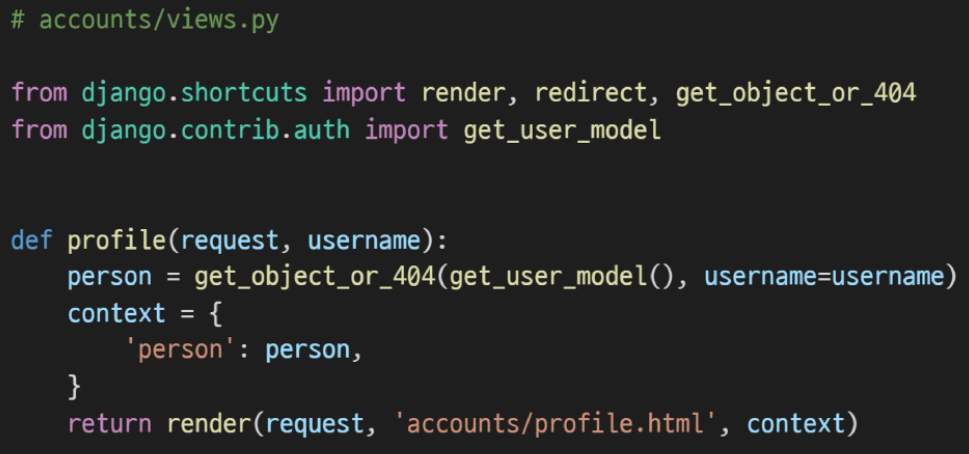 # accounts/views.py
from django.shortcuts import render, redirect, get_object_or_404
from django.contrib.auth import get_user_model
def profile(request, username):
    person = get_object_or_404(get_user_model(), username=username)
    context = {
        'person': person,
    }
    return render(request, 'accounts/profile.html', context)